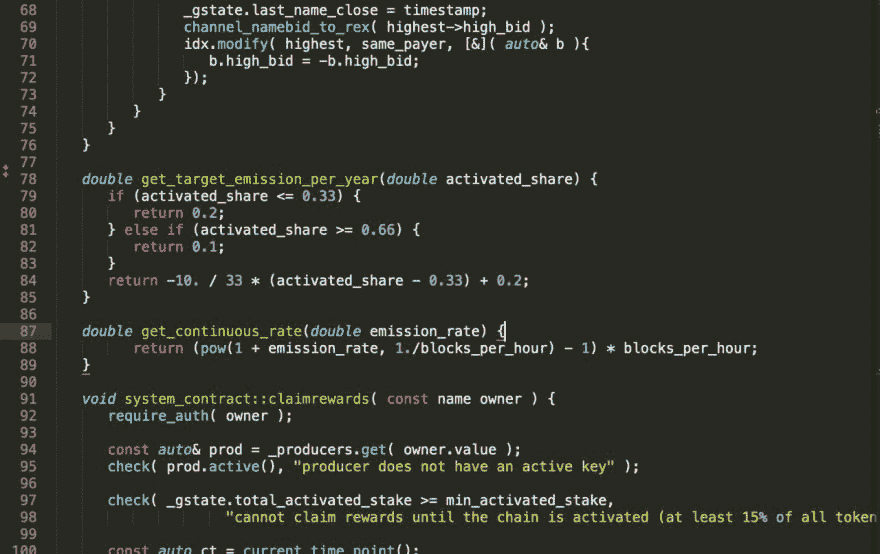 68 _gstate.last_name_close = timestamp;
69 channel_namebid_to_rex( highest->high_bid );
70 idx.modify( highest, same_payer, [&]( auto& b ){
71 b.high_bid = -b.high_bid;
72 });
73 }
74 }
75 }
76 }
77
78 double get_target_emission_per_year(double activated_share) {
79 if (activated_share <= 0.33) {
80 return 0.2;
81 } else if (activated_share >= 0.66) {
82 return 0.1;
83 }
84 return -10. / 33 * (activated_share - 0.33) + 0.2;
85 }
86
87 double get_continuous_rate(double emission_rate) {
88 return (pow(1 + emission_rate, 1./blocks_per_hour) - 1) * blocks_per_hour;
89 }
90
91 void system_contract::claimrewards( const name owner ) {
92 require_auth( owner );
93
94 const auto& prod = _producers.get( owner.value );
95 check( prod.active(), "producer does not have an active key" );
96
97 check( _gstate.total_activated_stake >= min_activated_stake,
98 "cannot claim rewards until the chain is activated (at least 15% of all token
99
100 const auto ct = current_time_point();